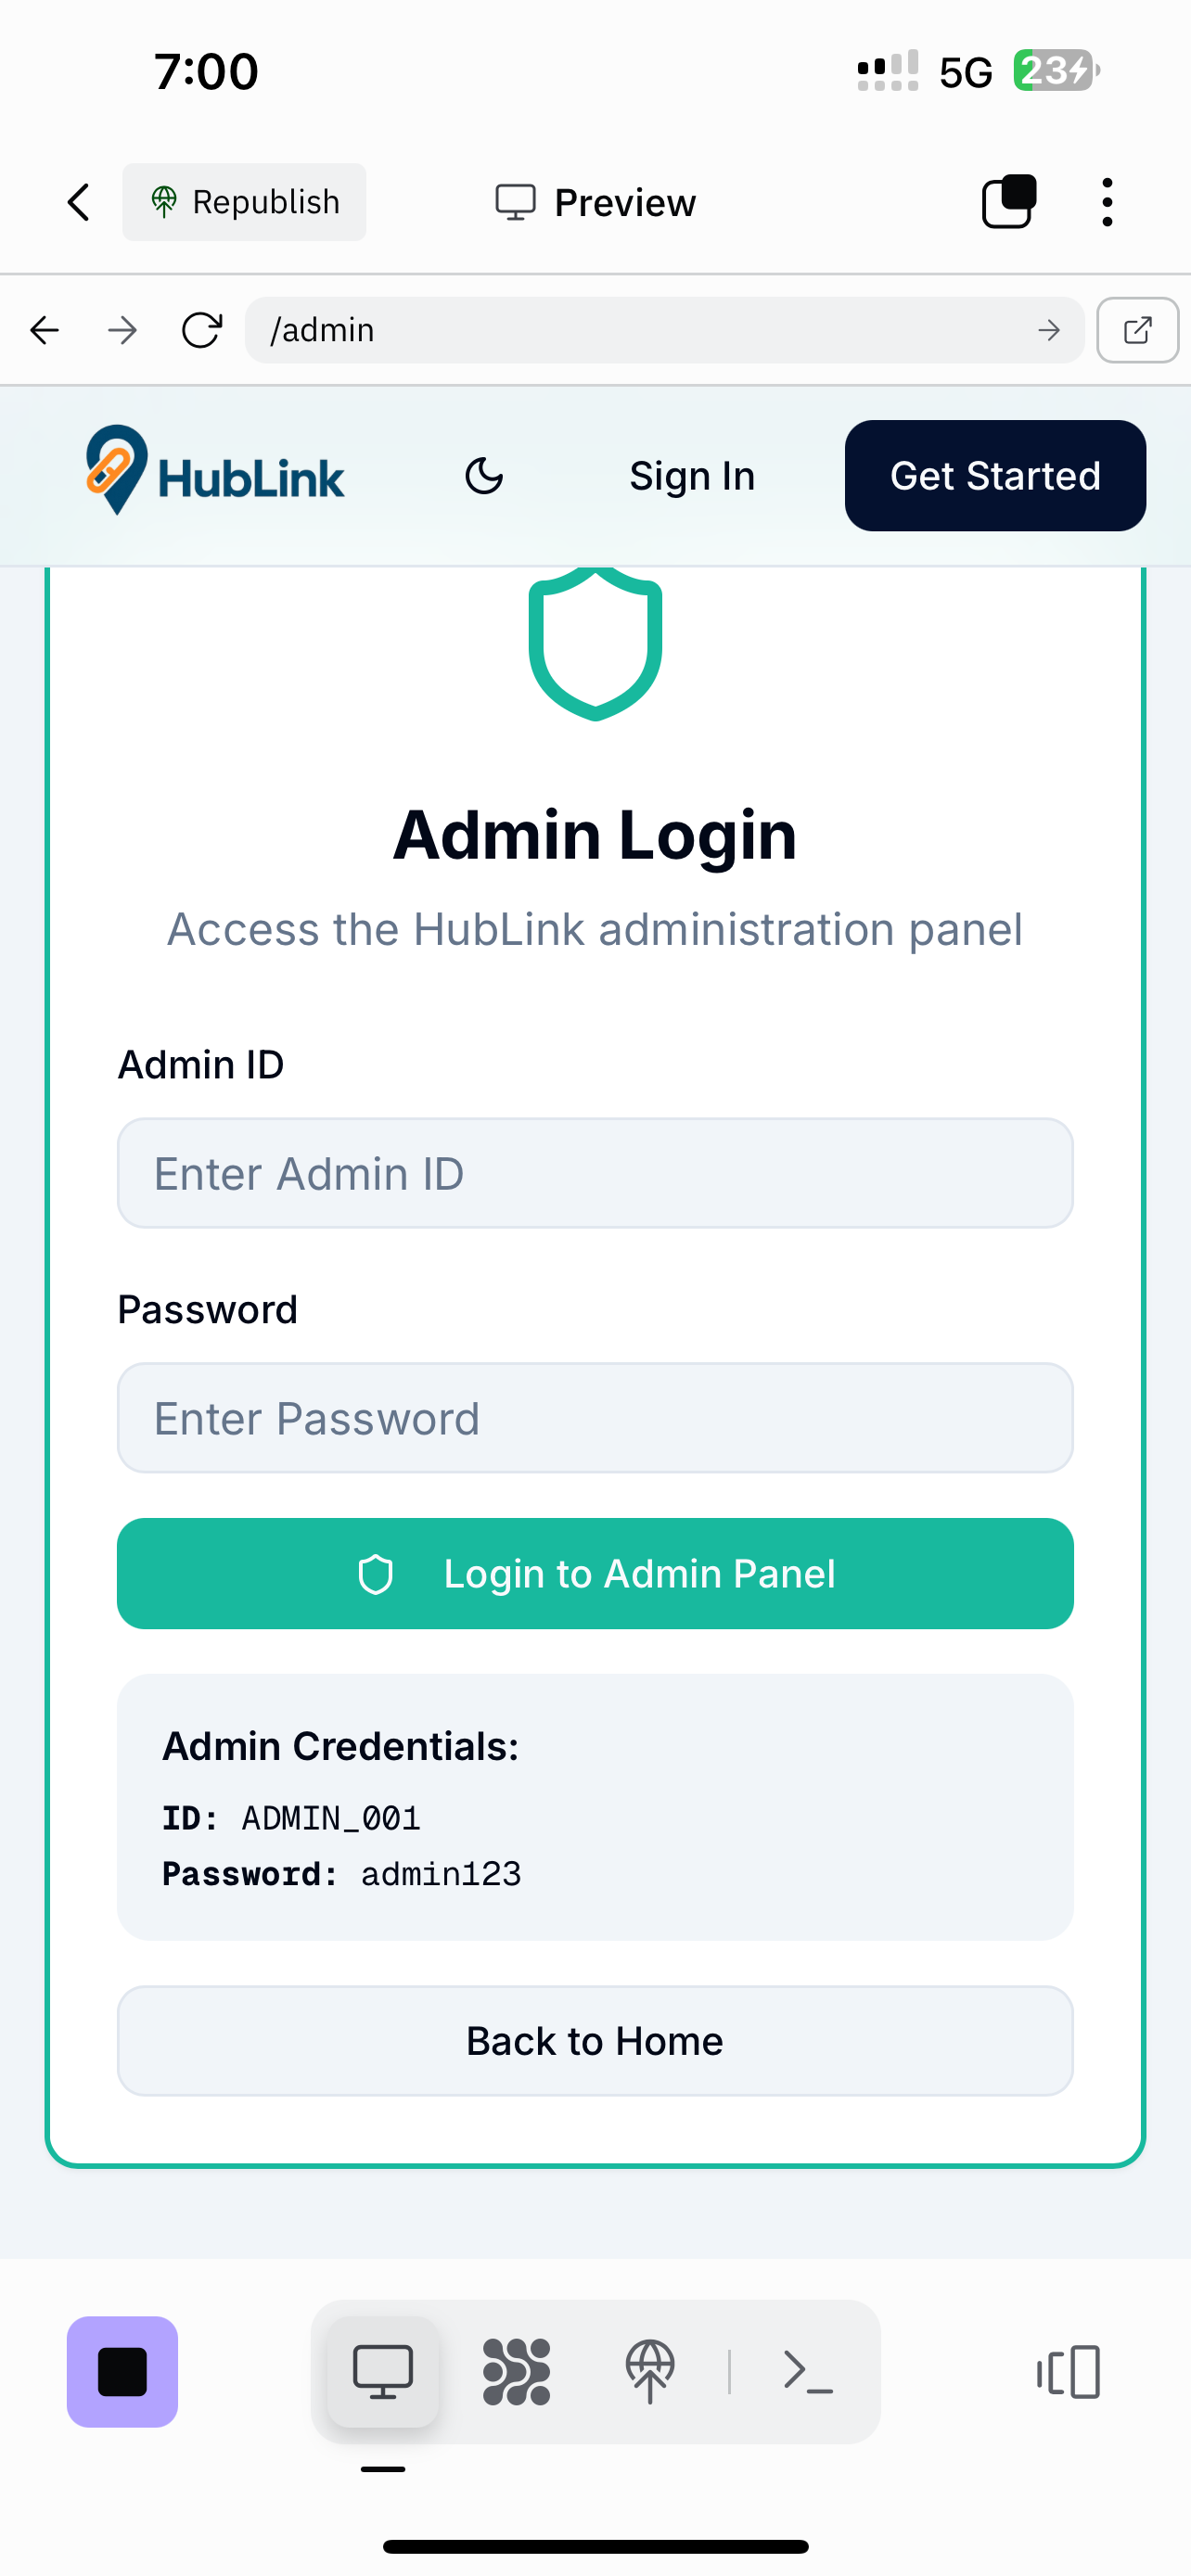 7:00
5G
23
Republish
Preview
/admin
HubLink
Sign In
Get Started
Admin Login
Access the HubLink administration panel
Admin ID
Enter Admin ID
Password
Enter Password
Login to Admin Panel
Admin Credentials:
ID: ADMIN_001
Password: admin123
Back to Home